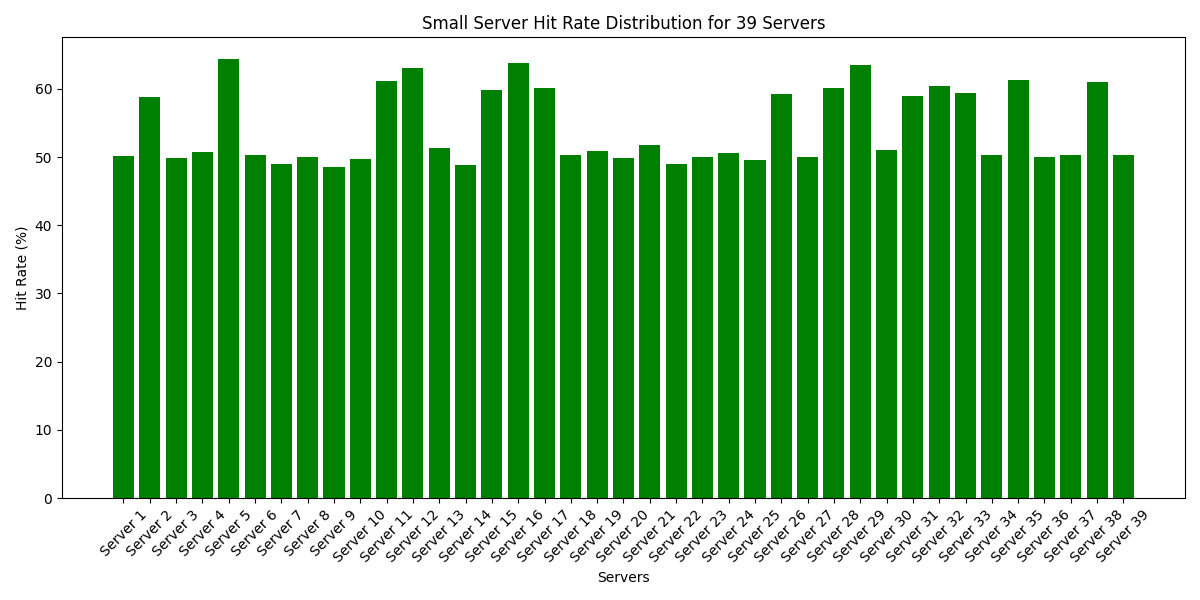 Small Server Hit Rate Distribution for 39 Servers
Hit Rate (%)
60
50
40
30
20
10
0
Server 1
Server 2
Server 3
Server 4
Server 5
Server 6
Server 7
Server 8
Server 9
Server 10
Server 11
Server 12
Server 13
Server 14
Server 15
Server 16
Server 17
Server 18
Server 19
Server 20
Server 21
Server 22
Server 23
Server 24
Server 25
Server 26
Server 27
Server 28
Server 29
Server 30
Server 31
Server 32
Server 33
Server 34
Server 35
Server 36
Server 37
Server 38
Server 39
Servers